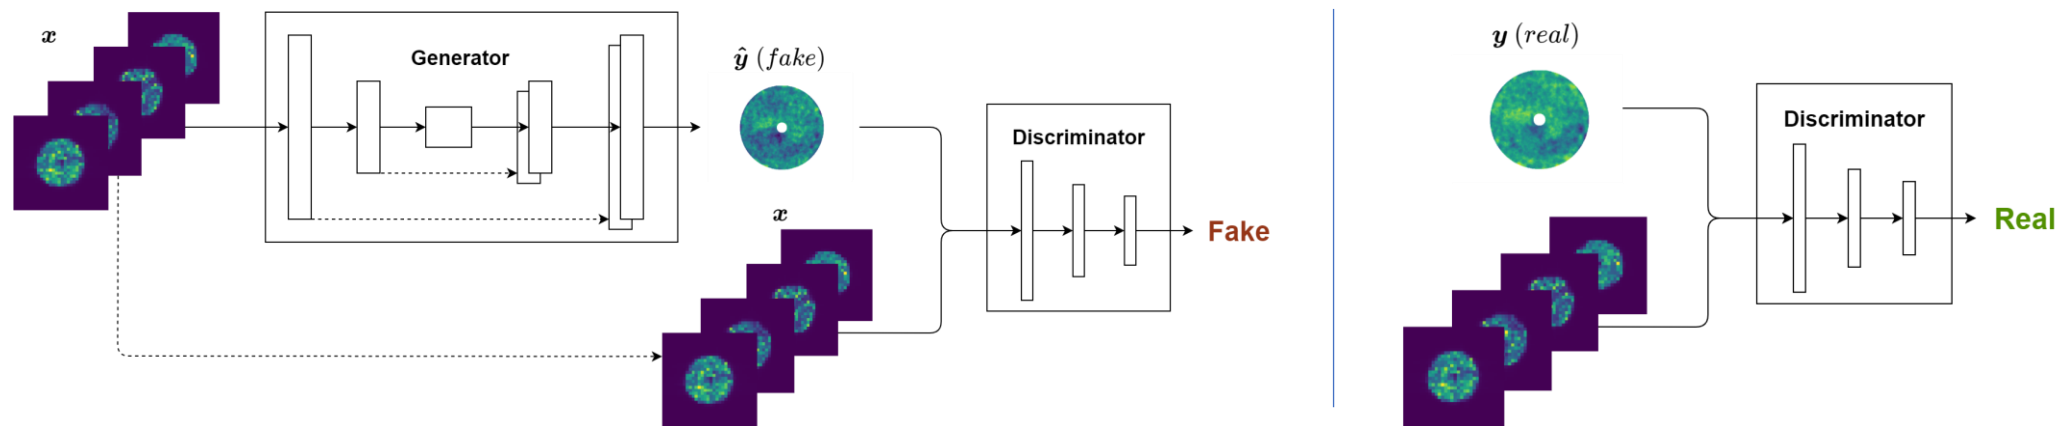 x
Generator
ŷ (fake)
Discriminator
x
Fake
y (real)
Discriminator
Real